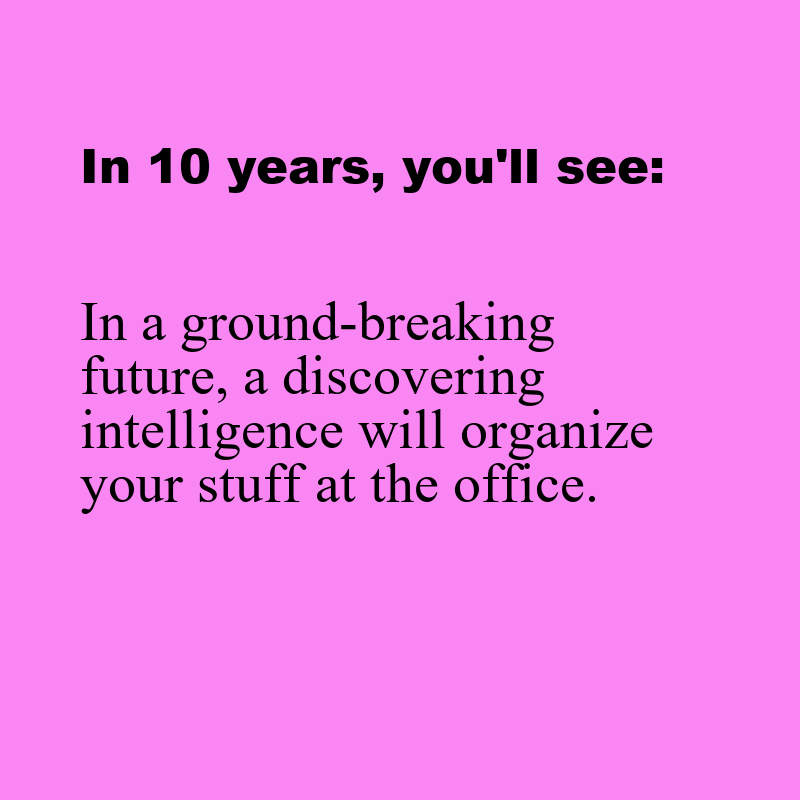 In 10 years, you'll see:
In a ground-breaking
future, a discovering
intelligence will organize
your stuff at the office.